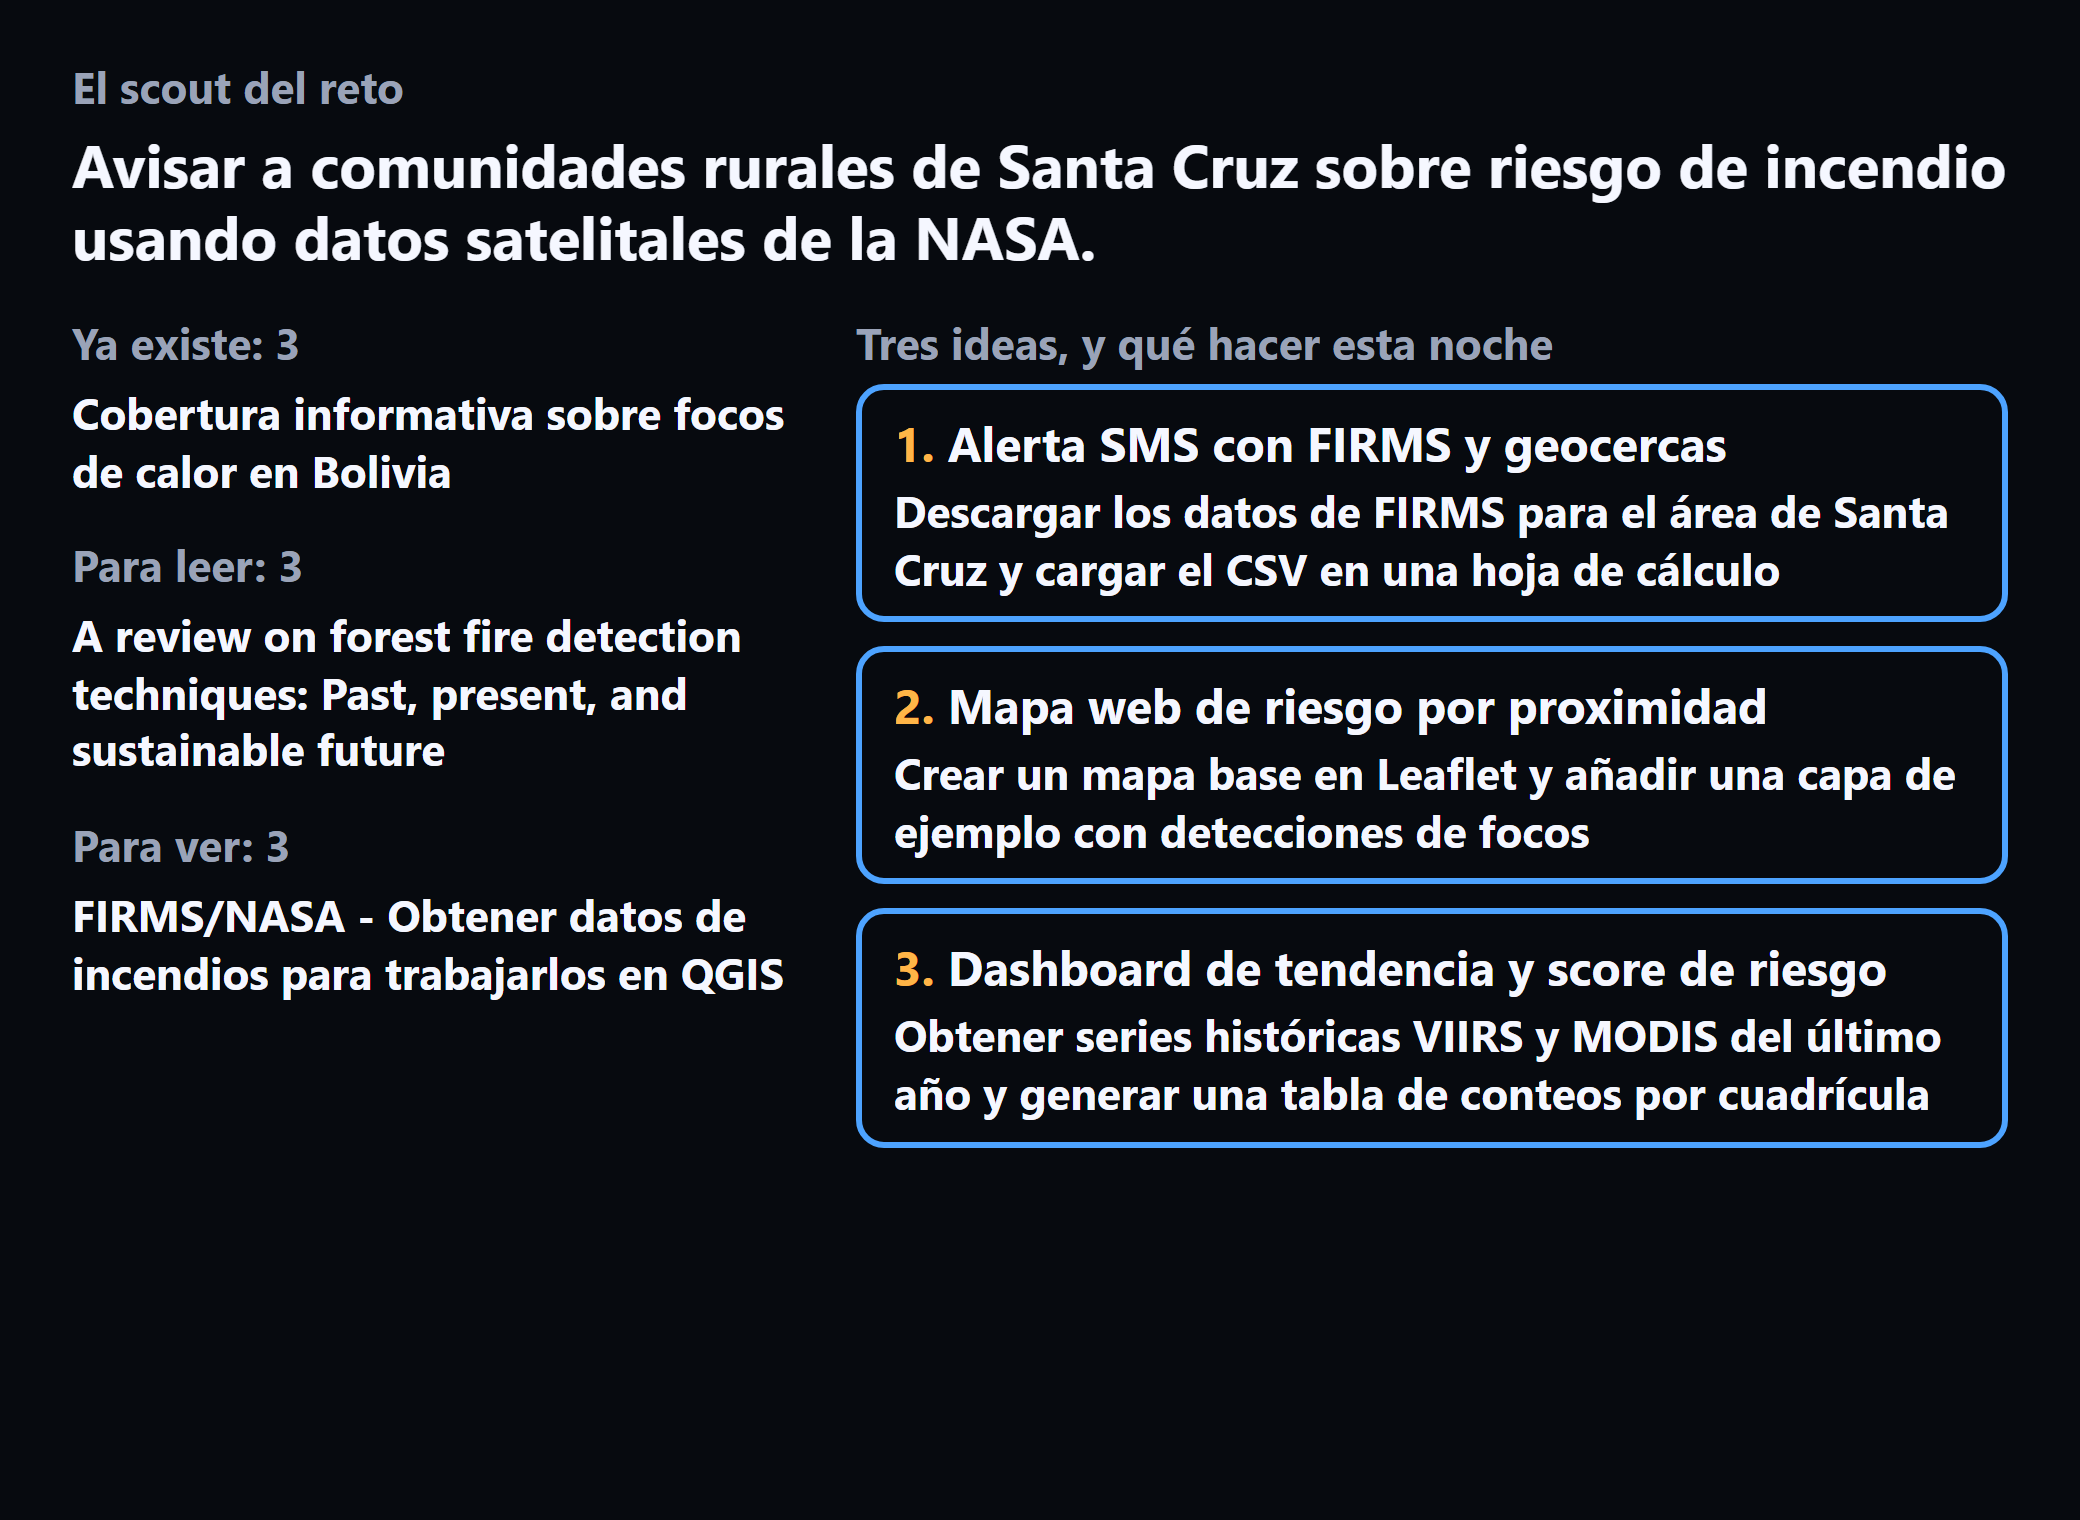 El scout del reto
Avisar a comunidades rurales de Santa Cruz sobre riesgo de incendio
usando datos satelitales de la NASA.
Ya existe: 3
Cobertura informativa sobre focos
de calor en Bolivia
Para leer: 3
A review on forest fire detection
techniques: Past, present, and
sustainable future
Para ver: 3
FIRMS/NASA - Obtener datos de
incendios para trabajarlos en QGIS
Tres ideas, y qué hacer esta noche
1. Alerta SMS con FIRMS y geocercas
Descargar los datos de FIRMS para el área de Santa
Cruz y cargar el CSV en una hoja de cálculo
2. Mapa web de riesgo por proximidad
Crear un mapa base en Leaflet y añadir una capa de
ejemplo con detecciones de focos
3. Dashboard de tendencia y score de riesgo
Obtener series históricas VIIRS y MODIS del último
año y generar una tabla de conteos por cuadrícula